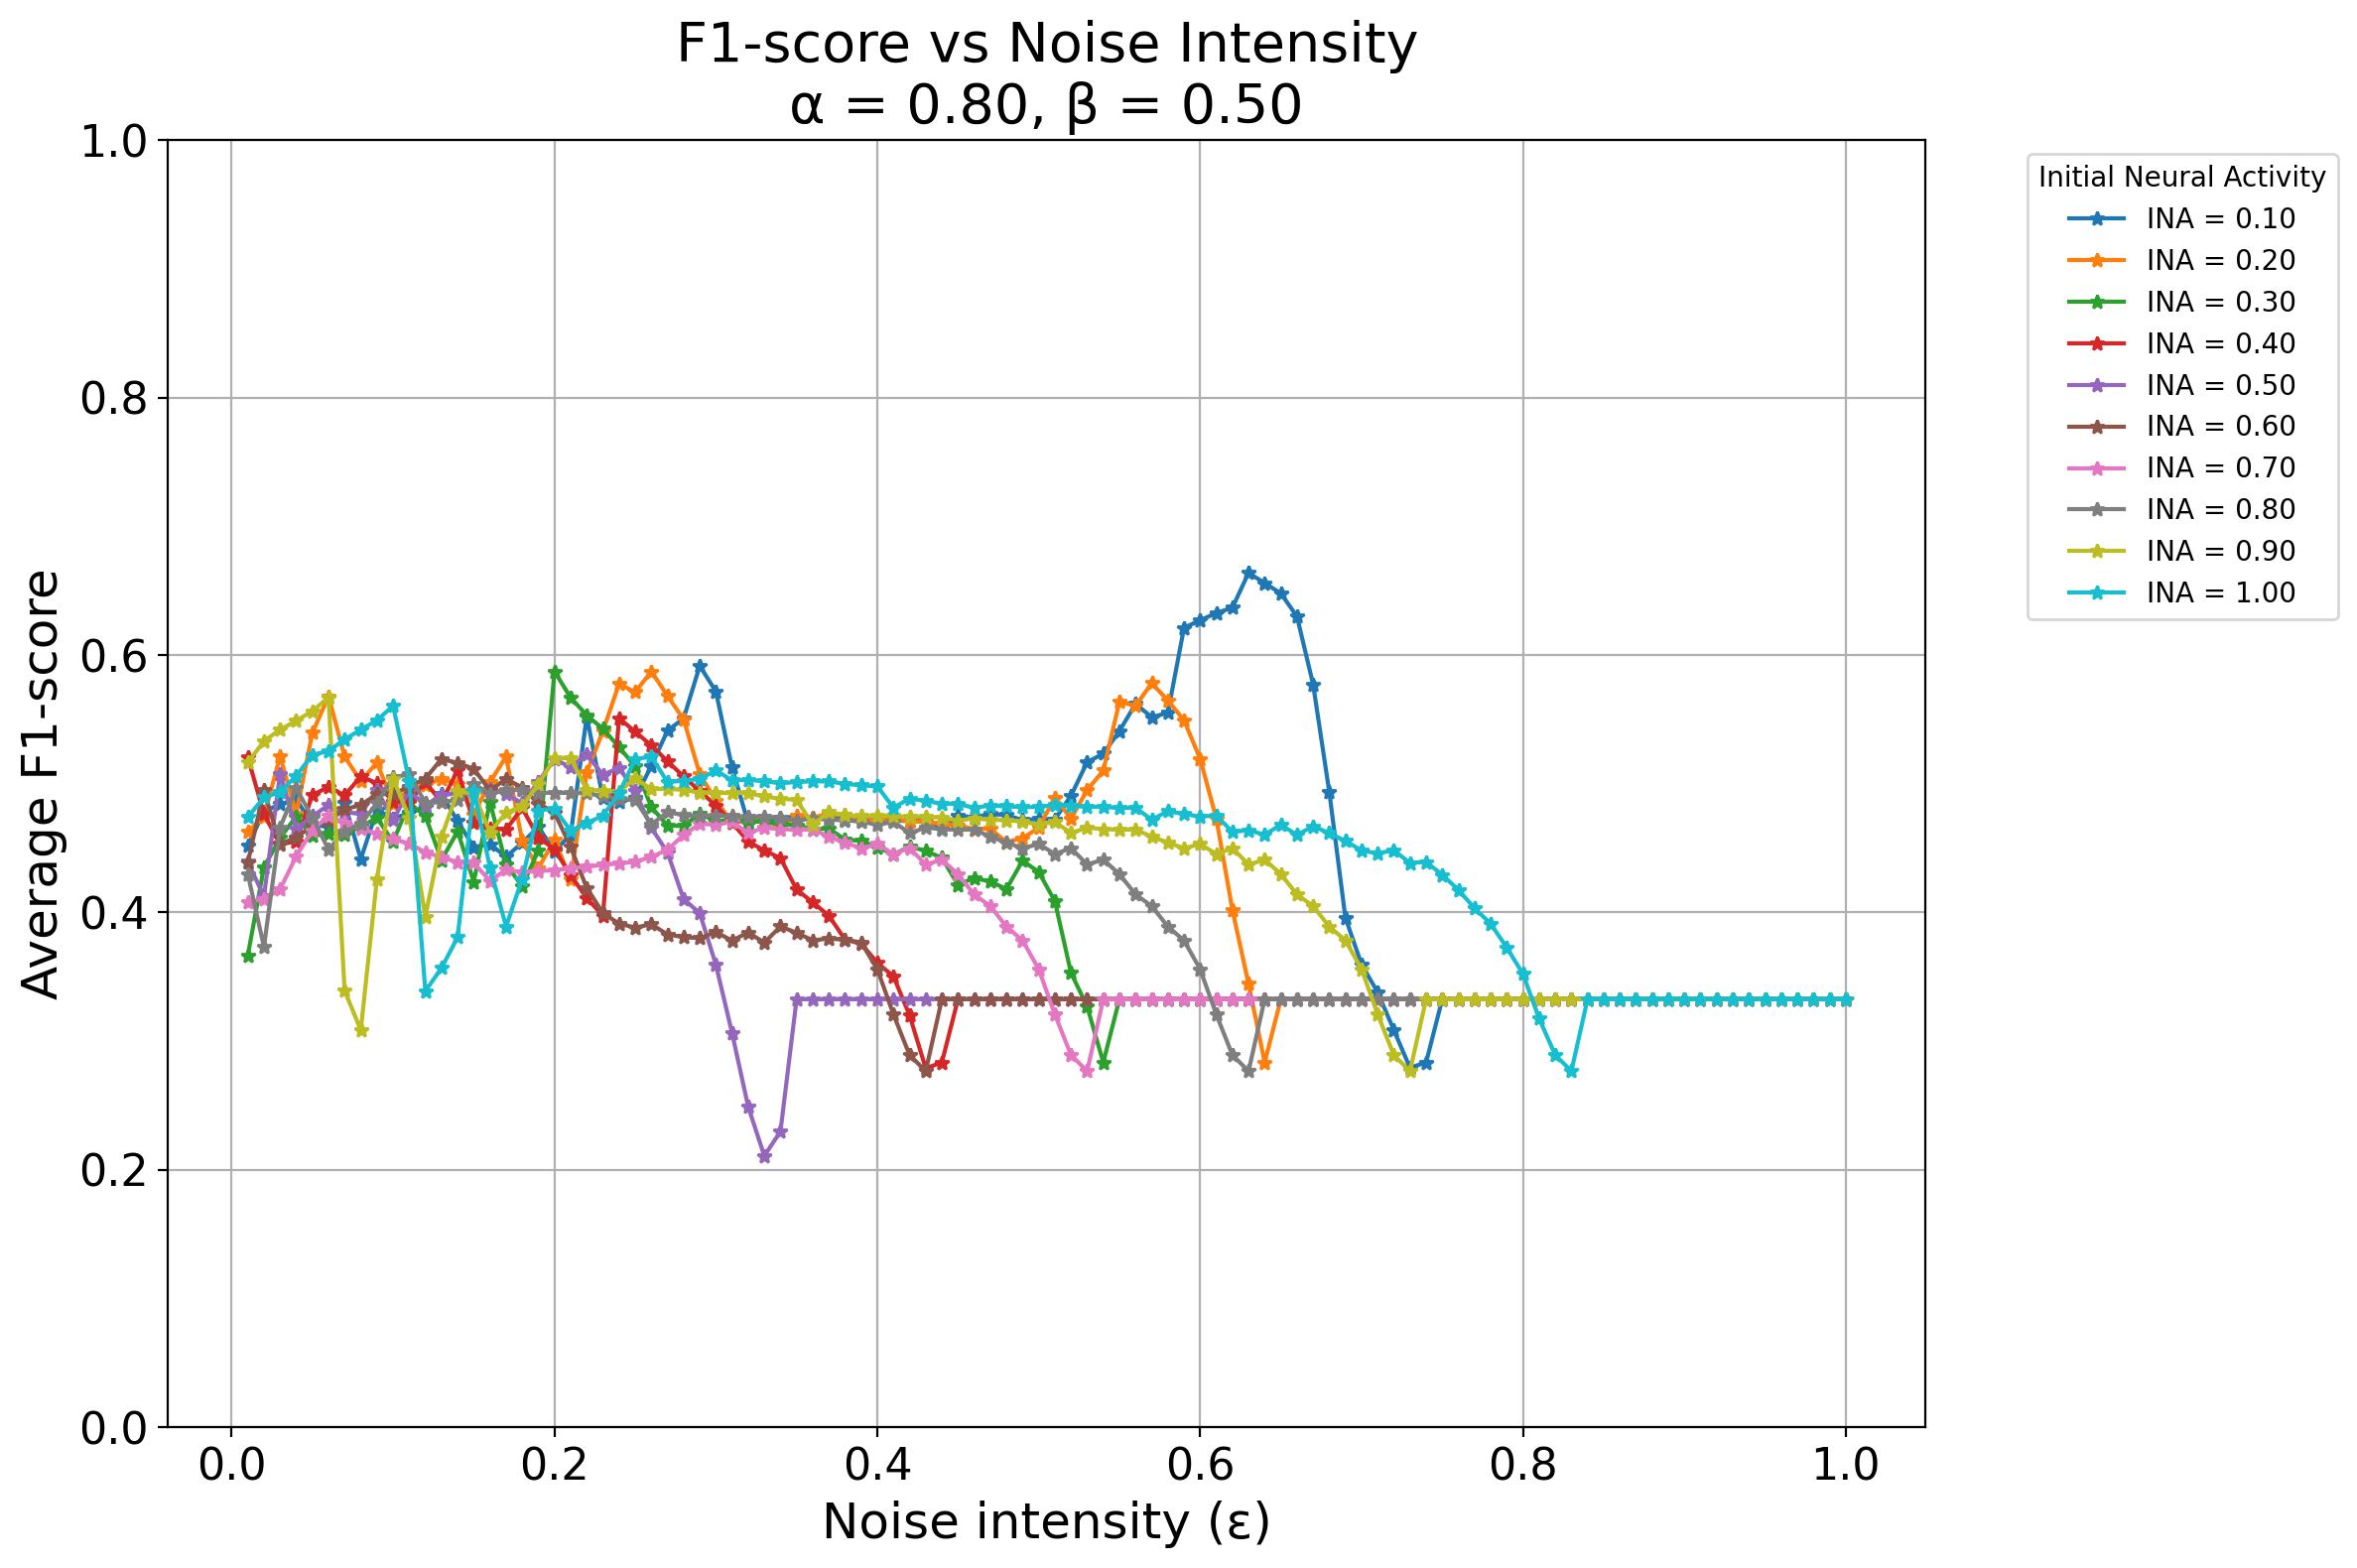 F1-score vs Noise Intensity
α = 0.80, β = 0.50
1.0
0.8
0.6
0.4
0.2
0.0
Average F1-score
0.0 0.2 0.4 0.6 0.8 1.0
Noise intensity (ε)
Initial Neural Activity
INA = 0.10
INA = 0.20
INA = 0.30
INA = 0.40
INA = 0.50
INA = 0.60
INA = 0.70
INA = 0.80
INA = 0.90
INA = 1.00